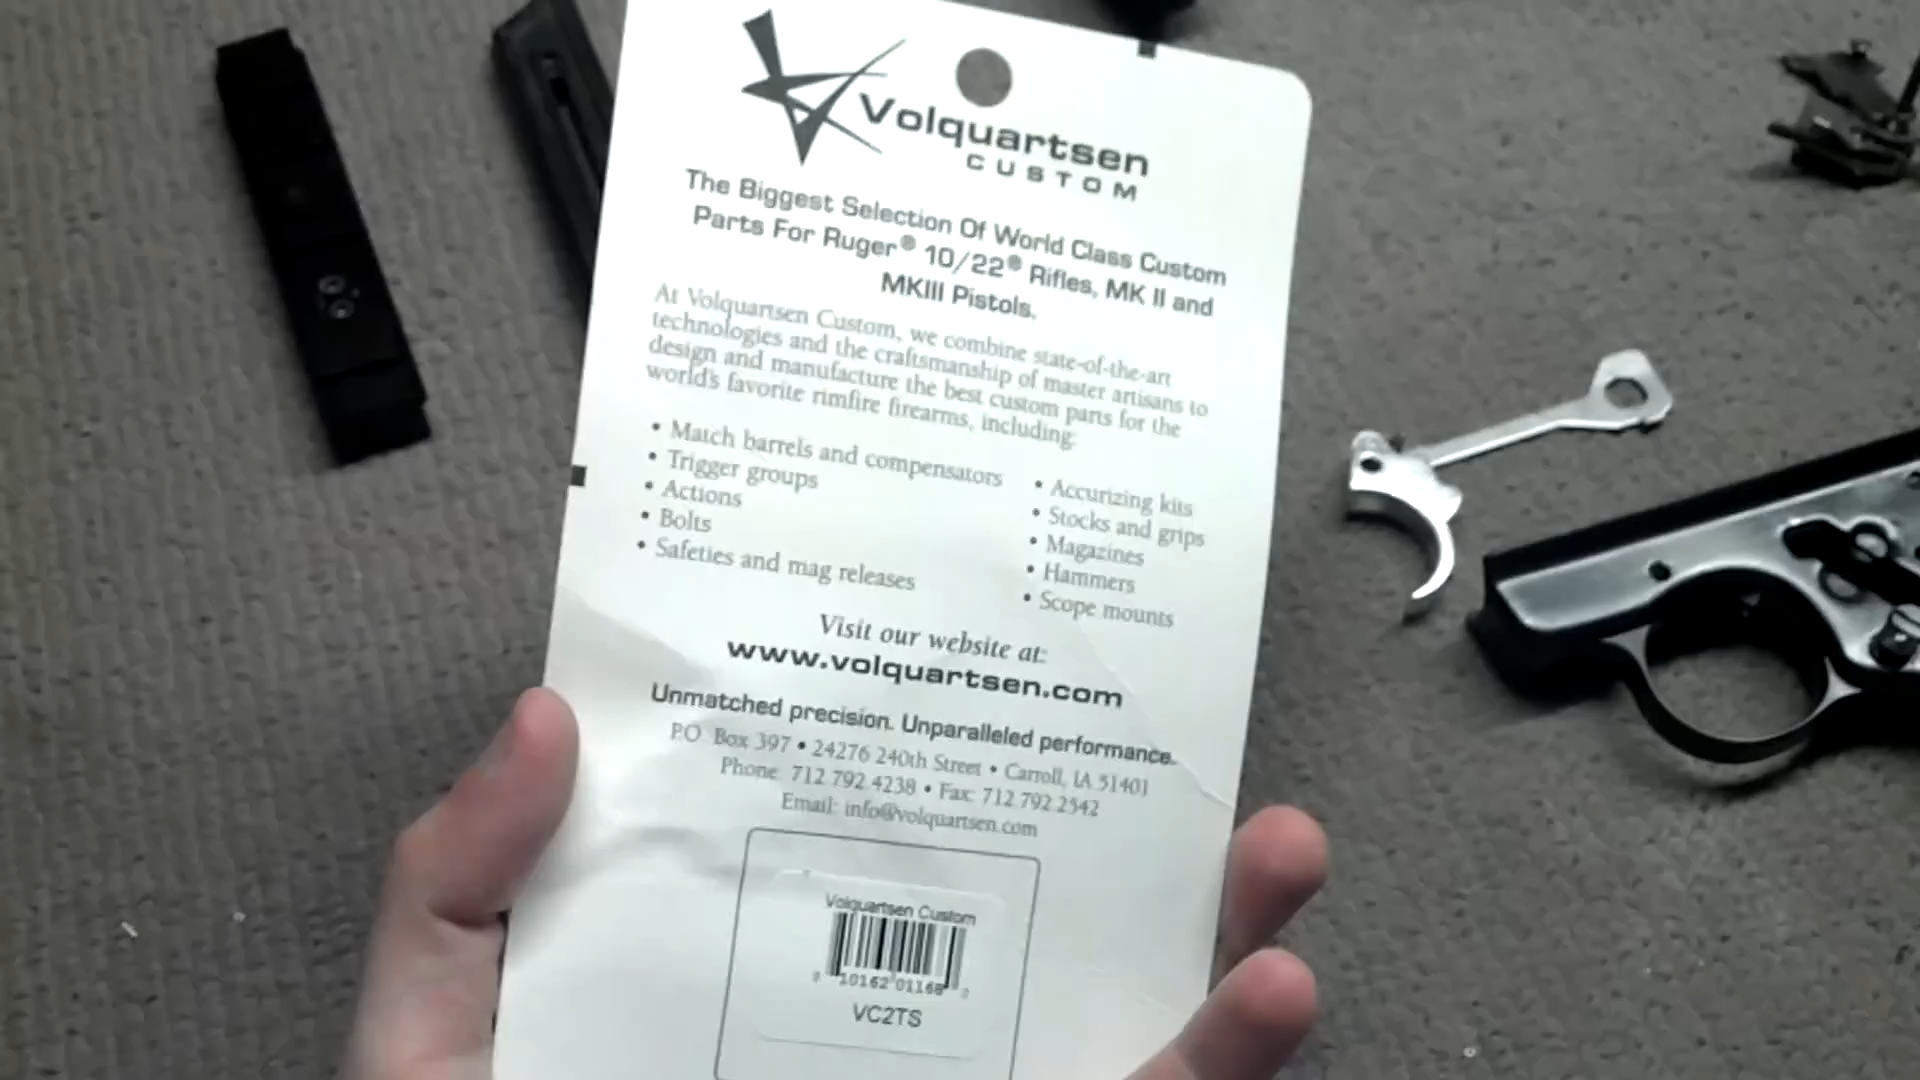 Volquartsen
CUSTOM
The Biggest Selection Of World Class Custom
Parts For Ruger® 10/22® Rifles, MK II and
MKIII Pistols.
At Volquartsen Custom, we combine state-of-the-art
technologies and the craftsmanship of master artisans to
design and manufacture the best custom parts for the
world's favorite rimfire firearms, including:
• Match barrels and compensators
• Trigger groups
• Actions
• Bolts
• Safeties and mag releases
• Accurizing kits
• Stocks and grips
• Magazines
• Hammers
• Scope mounts
Visit our website at:
www.volquartsen.com
Unmatched precision. Unparalleled performance.
P.O. Box 397 • 24276 240th Street • Carroll, IA 51401
Phone: 712 792 4238 • Fax: 712 792 2542
Email: info@volquartsen.com
Volquartsen Custom
0 10162 01168 0
VC2TS